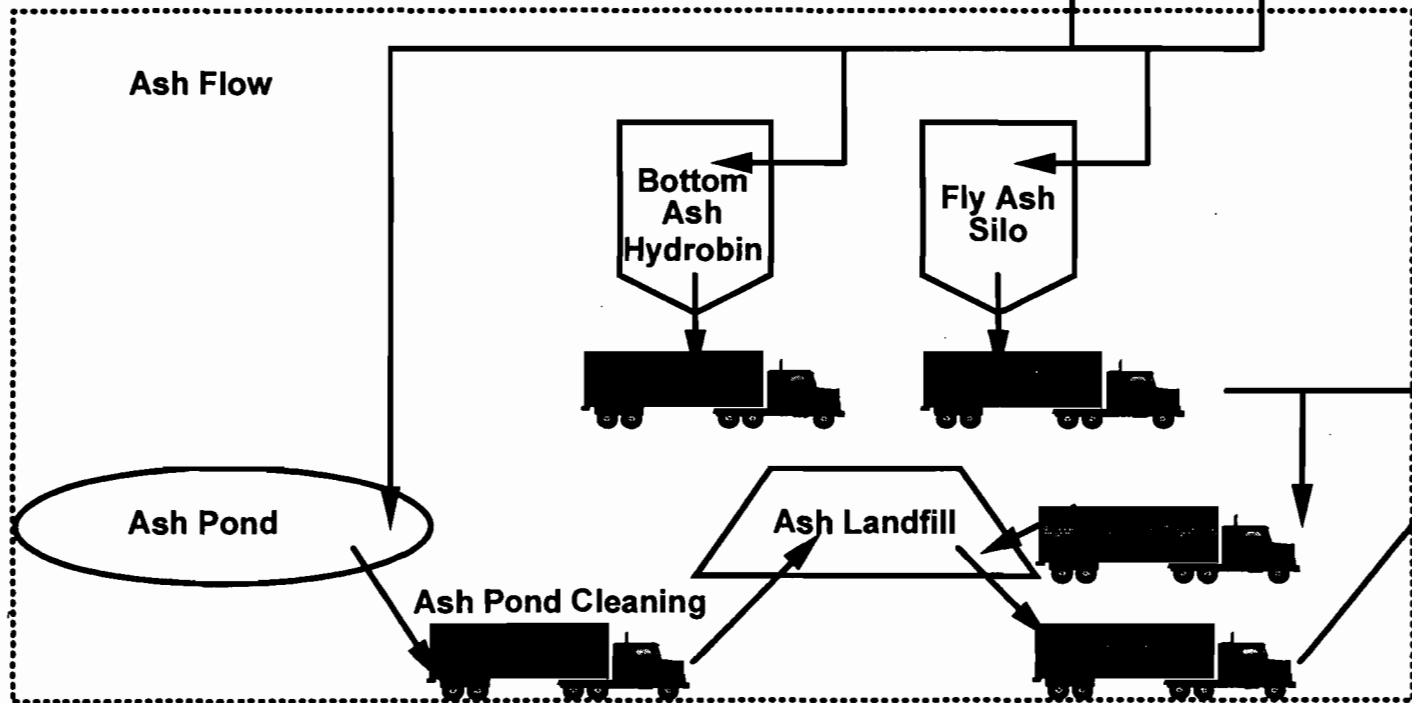 Ash Flow
Bottom
Ash
Hydrobin
Fly Ash
Silo
Ash Pond
Ash Landfill
Ash Pond Cleaning